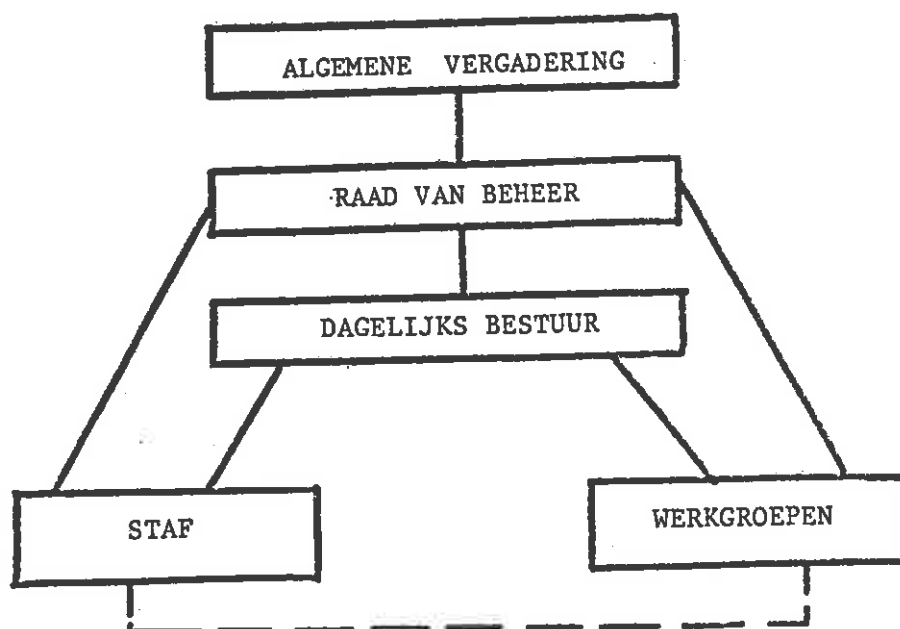 ALGEMENE VERGADERING
RAAD VAN BEHEER
DAGELIJKS BESTUUR
STAF
WERKGROEPEN